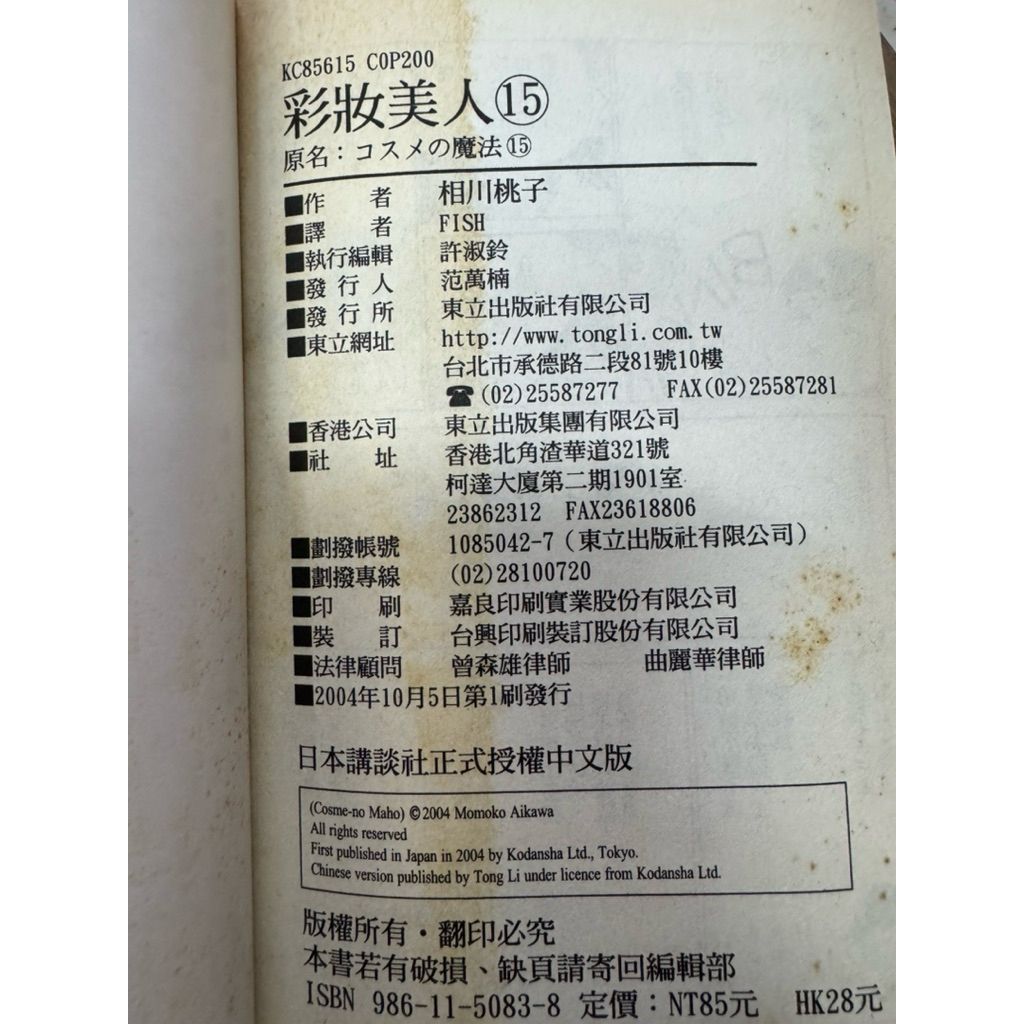 KC85615 COP200
彩妝美人⑮
原名：コスメの魔法⑮
■作 者 相川桃子
■譯 者 FISH
■執行編輯 許淑鈴
■發行人 范萬楠
■發行所 東立出版社有限公司
■東立網址 http://www.tongli.com.tw
台北市承德路二段81號10樓
☎(02)25587277 FAX(02)25587281
■香港公司 東立出版集團有限公司
■社 址 香港北角渣華道321號
柯達大廈第二期1901室
23862312 FAX23618806
■劃撥帳號 1085042-7（東立出版社有限公司）
■劃撥專線 (02)28100720
■印 刷 嘉良印刷實業股份有限公司
■裝 訂 台興印刷裝訂股份有限公司
■法律顧問 曾森雄律師 曲麗華律師
■2004年10月5日第1刷發行
日本講談社正式授權中文版
(Cosme-no Maho) ©2004 Momoko Aikawa
All rights reserved
First published in Japan in 2004 by Kodansha Ltd., Tokyo.
Chinese version published by Tong Li under licence from Kodansha Ltd.
版權所有・翻印必究
本書若有破損、缺頁請寄回編輯部
ISBN 986-11-5083-8 定價：NT85元 HK28元